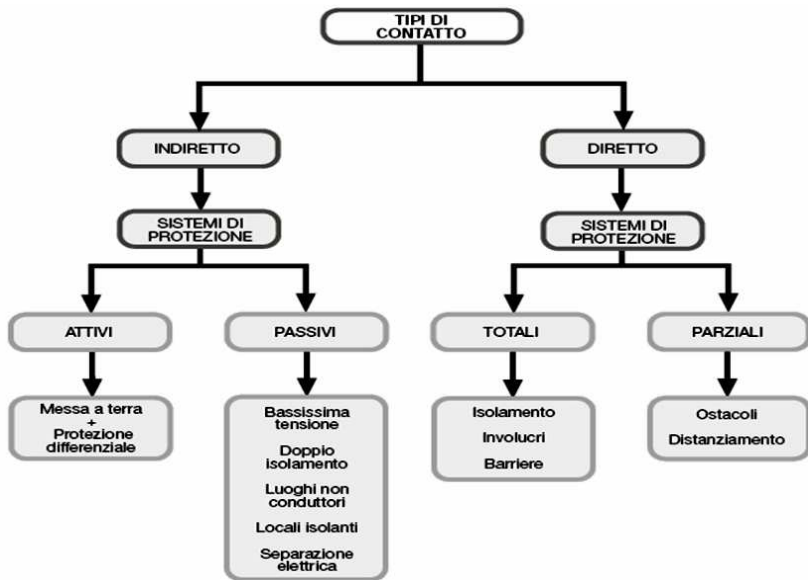 TIPI DI
CONTATTO
INDIRETTO
DIRETTO
SISTEMI DI
PROTEZIONE
SISTEMI DI
PROTEZIONE
ATTIVI
PASSIVI
TOTALI
PARZIALI
Messa a terra
+
Protezione
differenziale
Bassissima
tensione
Doppio
isolamento
Luoghi non
conduttori
Locali isolanti
Separazione
elettrica
Isolamento
Involucri
Barriere
Ostacoli
Distanziamento